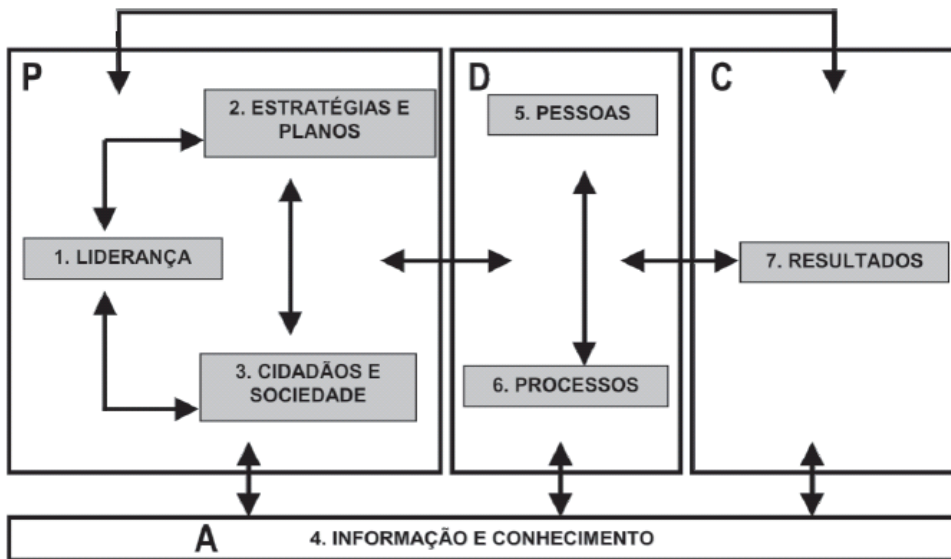 P
2. ESTRATÉGIAS E
PLANOS
1. LIDERANÇA
3. CIDADÃOS E
SOCIEDADE
D
5. PESSOAS
6. PROCESSOS
C
7. RESULTADOS
A
4. INFORMAÇÃO E CONHECIMENTO